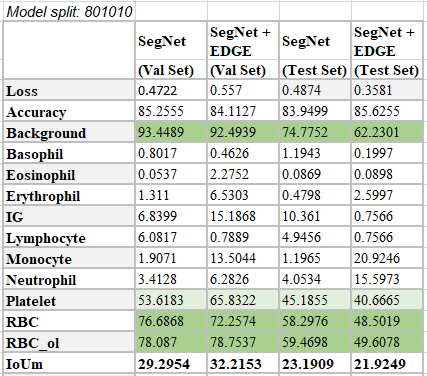 Model split: 801010
SegNet (Val Set) SegNet + EDGE (Val Set) SegNet (Test Set) SegNet + EDGE (Test Set)
Loss 0.4722 0.557 0.4874 0.3581
Accuracy 85.2555 84.1127 83.9499 85.6255
Background 93.4489 92.4939 74.7752 62.2301
Basophil 0.8017 0.4626 1.1943 0.1997
Eosinophil 0.0537 2.2752 0.0869 0.0898
Erythrophil 1.311 6.5303 0.4798 2.5997
IG 6.8399 15.1868 10.361 0.7566
Lymphocyte 6.0817 0.7889 4.9456 0.7566
Monocyte 1.9071 13.5044 1.1965 20.9246
Neutrophil 3.4128 6.2826 4.0534 15.5973
Platelet 53.6183 65.8322 45.1855 40.6665
RBC 76.6868 72.2574 58.2976 48.5019
RBC_ol 78.087 78.7537 59.4698 49.6078
IoUm 29.2954 32.2153 23.1909 21.9249